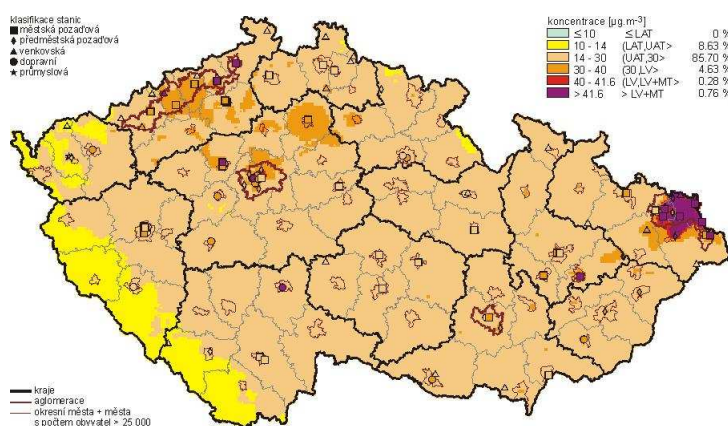 klasifikace stanic
městská pozaďová
předměstská pozaďová
venkovská
dopravní
průmyslová
koncentrace [µg.m-³]
≤ 10 ≤ LAT 0 %
10 - 14 (LAT,UAT> 8.63 %
14 - 30 (UAT,30> 85.70 %
30 - 40 (30,LV> 4.63 %
40 - 41.6 (LV,LV+MT> 0.28 %
> 41.6 > LV+MT 0.76 %
kraje
aglomerace
okresní města + města
s počtem obyvatel > 25 000